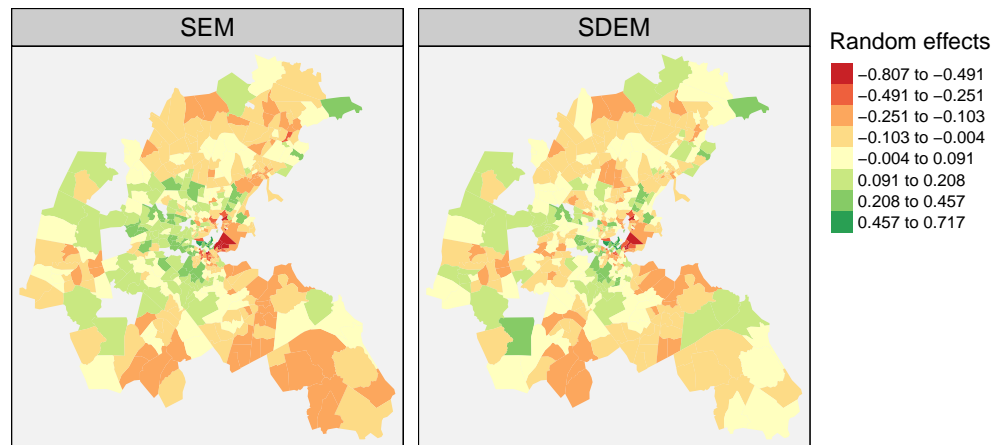 SEM
SDEM
Random effects
−0.807 to −0.491
−0.491 to −0.251
−0.251 to −0.103
−0.103 to −0.004
−0.004 to 0.091
0.091 to 0.208
0.208 to 0.457
0.457 to 0.717